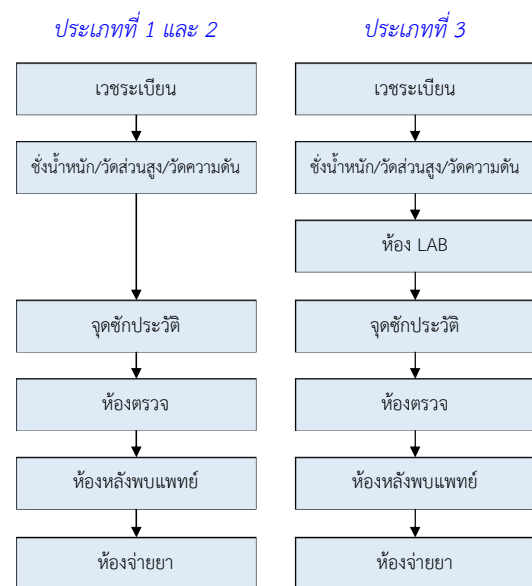 ประเภทที่ 1 และ 2
เวชระเบียน
ชั่งน้ำหนัก/วัดส่วนสูง/วัดความดัน
จุดซักประวัติ
ห้องตรวจ
ห้องหลังพบแพทย์
ห้องจ่ายยา
ประเภทที่ 3
เวชระเบียน
ชั่งน้ำหนัก/วัดส่วนสูง/วัดความดัน
ห้อง LAB
จุดซักประวัติ
ห้องตรวจ
ห้องหลังพบแพทย์
ห้องจ่ายยา